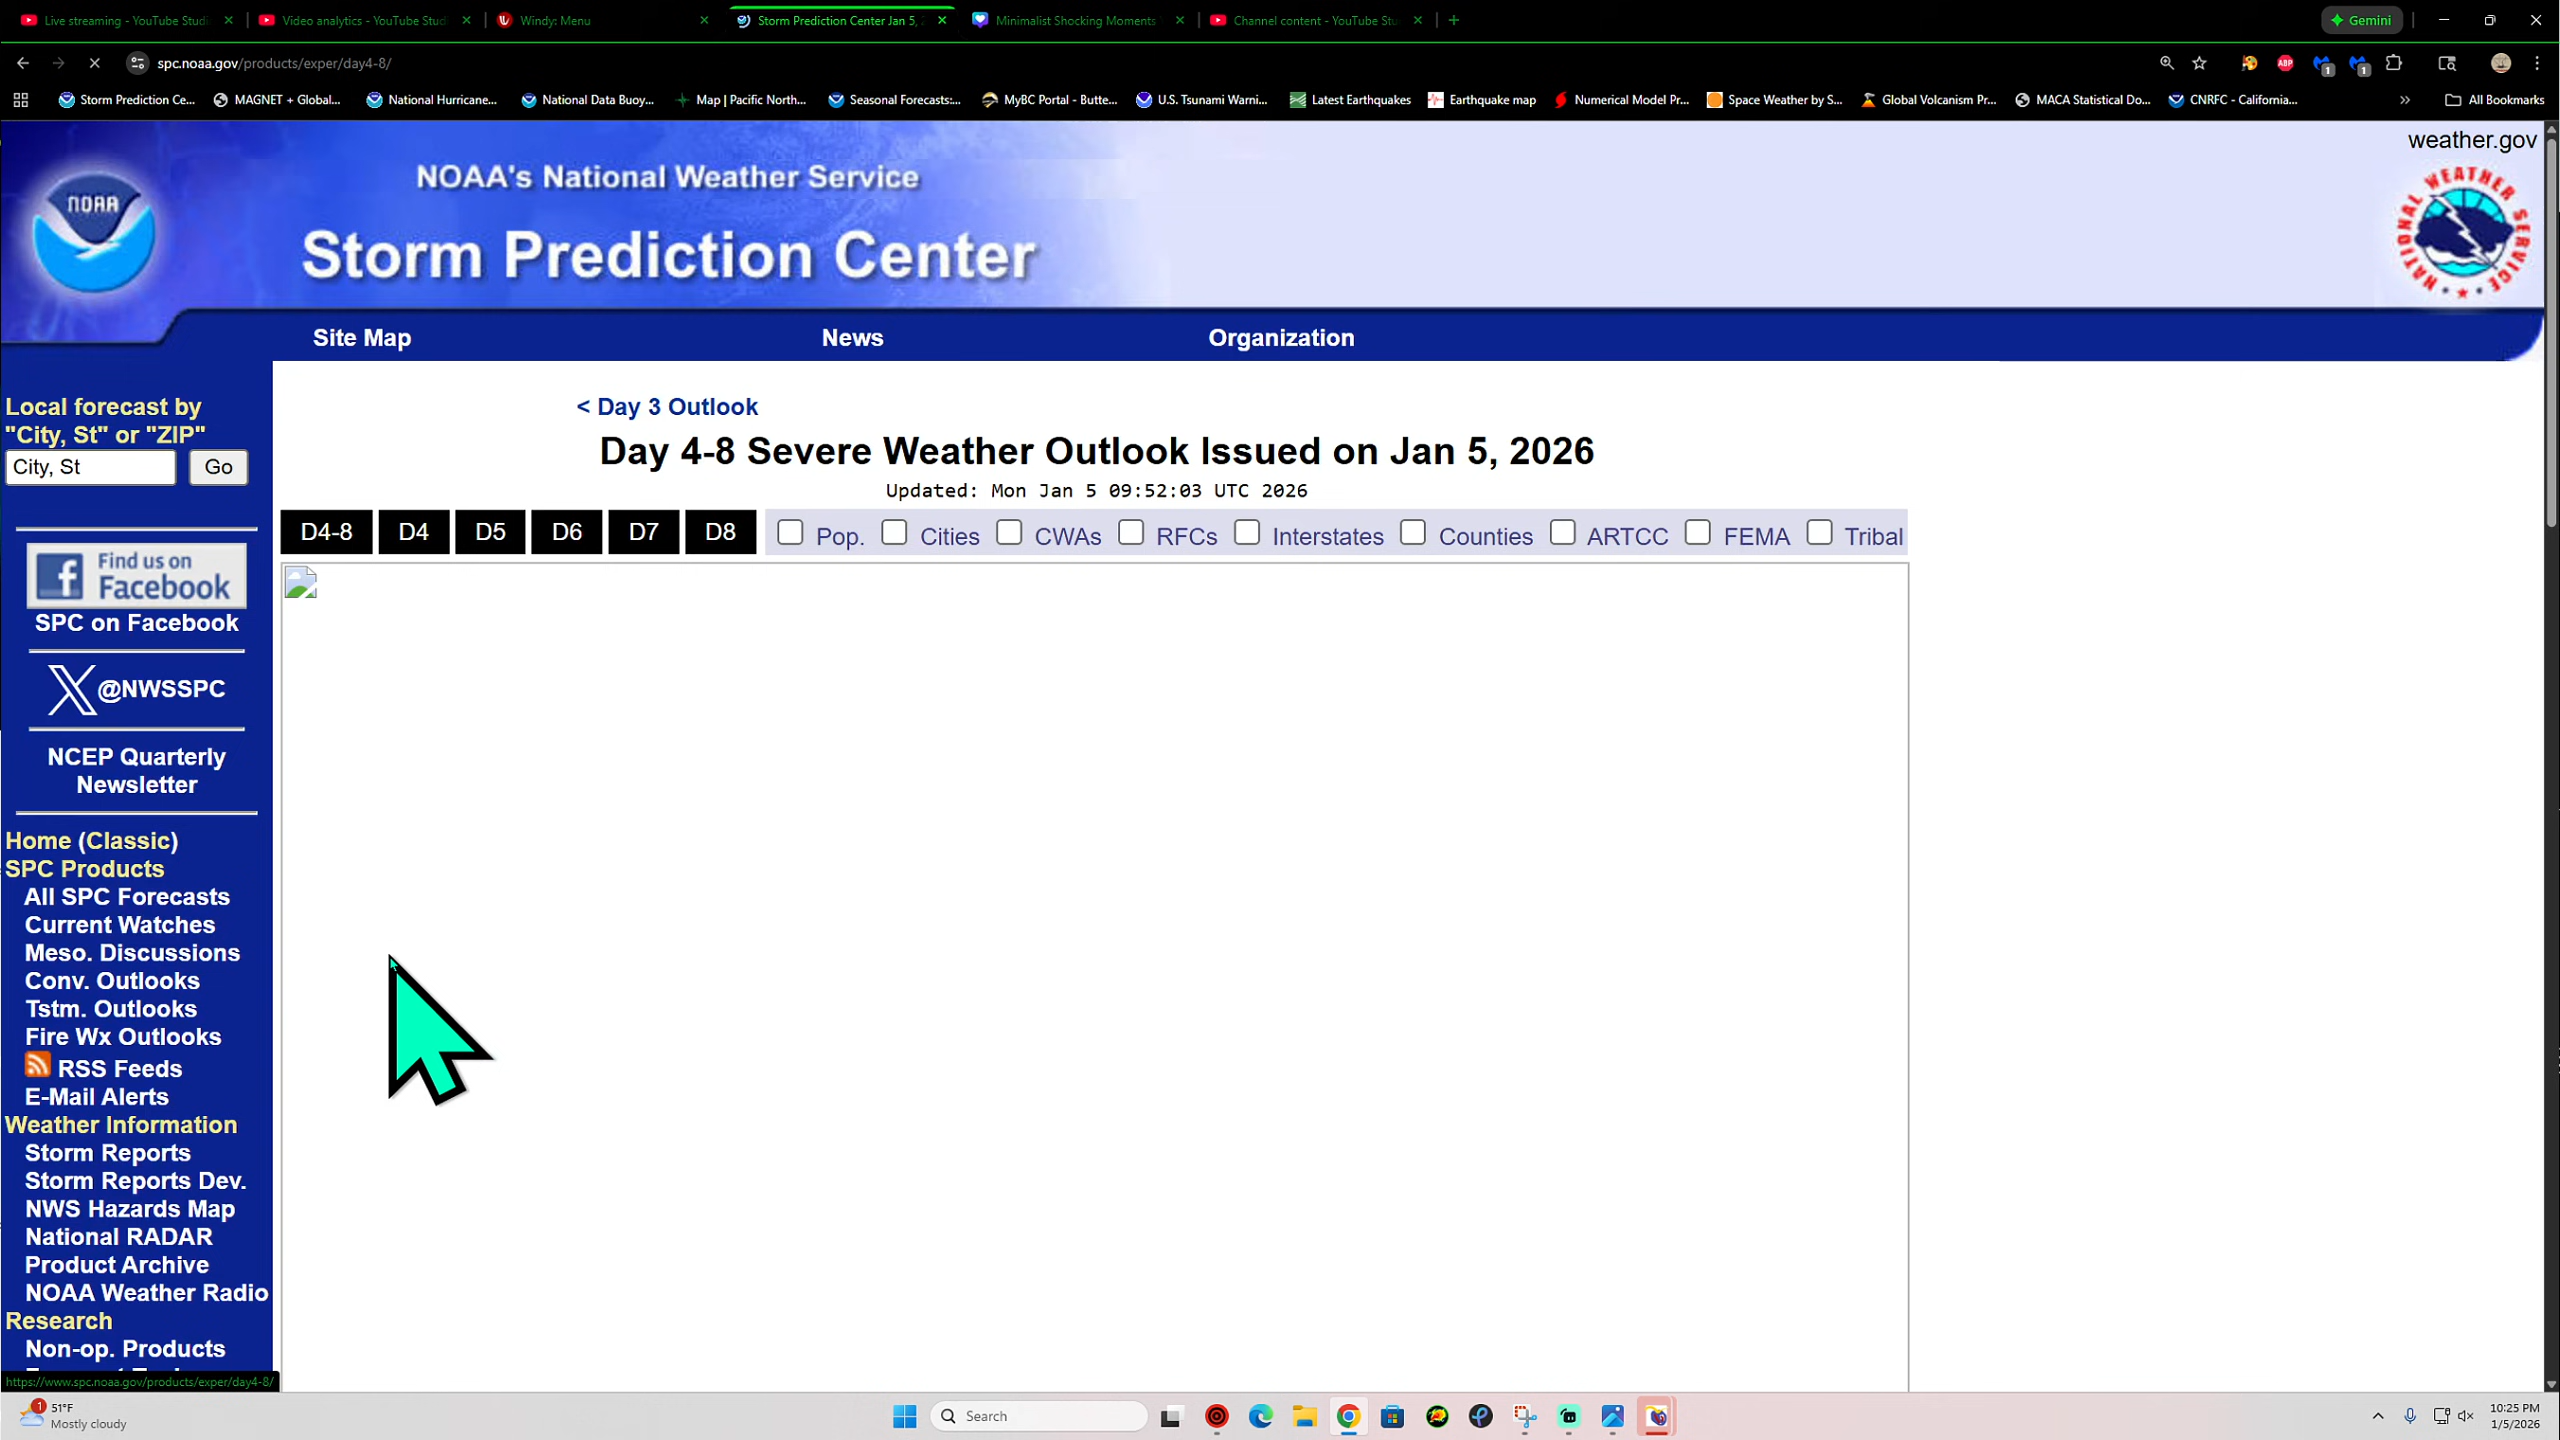 Live streaming - YouTube Studi
Video analytics - YouTube Stud
Windy: Menu
Storm Prediction Center Jan 5, 2
Minimalist Shocking Moments
Channel content - YouTube Stu
Gemini
spc.noaa.gov/products/exper/day4-8/
Storm Prediction Ce...
MAGNET + Global...
National Hurricane...
National Data Buoy...
Map | Pacific North...
Seasonal Forecasts:...
MyBC Portal - Butte...
U.S. Tsunami Warni...
Latest Earthquakes
Earthquake map
Numerical Model Pr...
Space Weather by S...
Global Volcanism Pr...
MACA Statistical Do...
CNRFC - California...
All Bookmarks
weather.gov
NOAA
NOAA's National Weather Service
Storm Prediction Center
NATIONAL WEATHER SERVICE
Site Map
News
Organization
Local forecast by
"City, St" or "ZIP"
City, St
Go
Find us on
Facebook
SPC on Facebook
@NWSSPC
NCEP Quarterly
Newsletter
Home (Classic)
SPC Products
All SPC Forecasts
Current Watches
Meso. Discussions
Conv. Outlooks
Tstm. Outlooks
Fire Wx Outlooks
RSS Feeds
E-Mail Alerts
Weather Information
Storm Reports
Storm Reports Dev.
NWS Hazards Map
National RADAR
Product Archive
NOAA Weather Radio
Research
Non-op. Products
< Day 3 Outlook
Day 4-8 Severe Weather Outlook Issued on Jan 5, 2026
Updated: Mon Jan 5 09:52:03 UTC 2026
D4-8
D4
D5
D6
D7
D8
Pop.
Cities
CWAs
RFCs
Interstates
Counties
ARTCC
FEMA
Tribal
https://www.spc.noaa.gov/products/exper/day4-8/
1
51°F
Mostly cloudy
Search
10:25 PM
1/5/2026